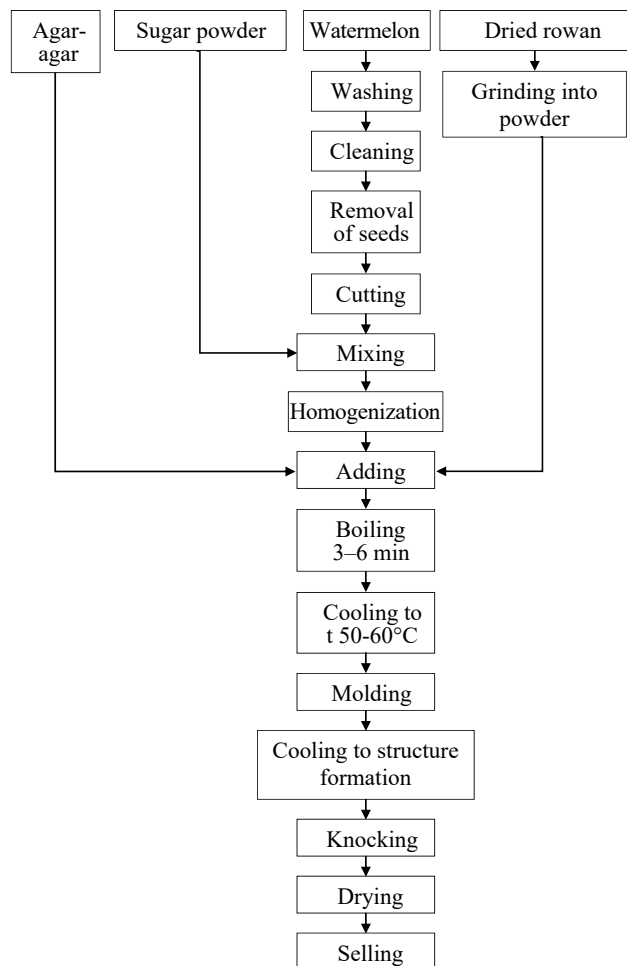 Agar-
agar
Sugar powder
Watermelon
Dried rowan
Washing
Grinding into
powder
Cleaning
Removal
of seeds
Cutting
Mixing
Homogenization
Adding
Boiling
3–6 min
Cooling to
t 50-60°C
Molding
Cooling to structure
formation
Knocking
Drying
Selling